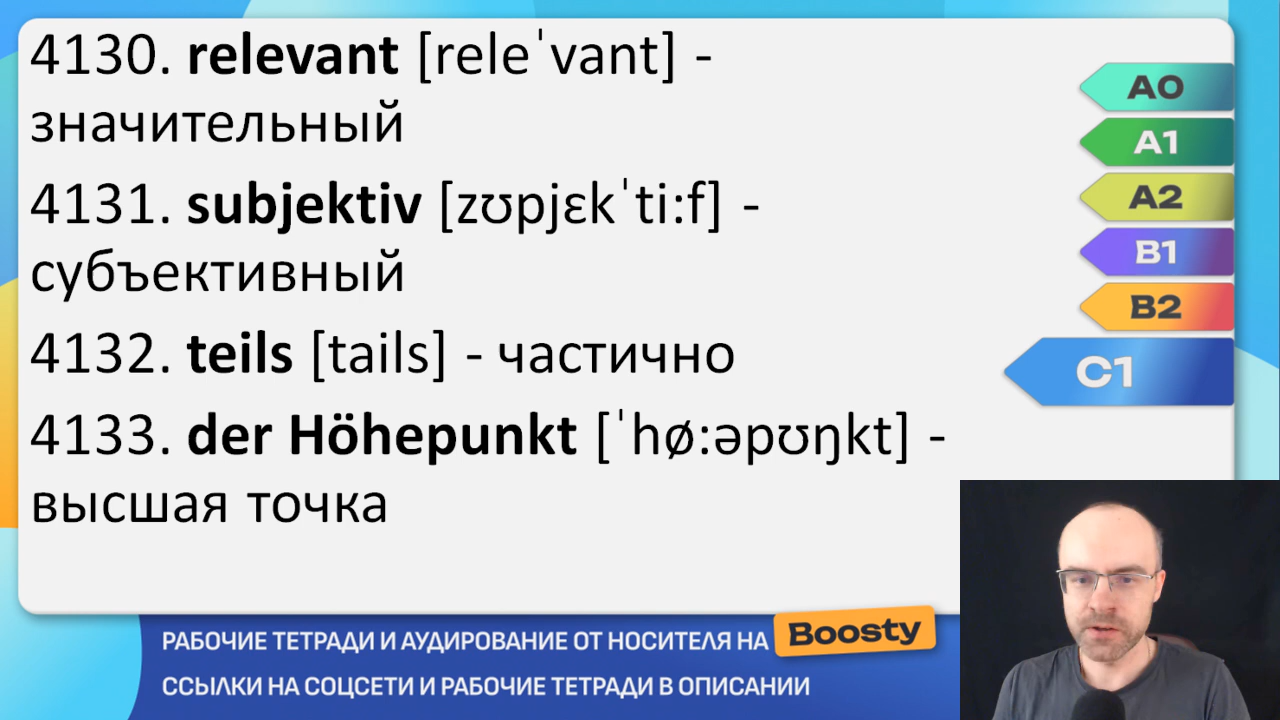 4130. relevant [releˈvant] -
значительный
4131. subjektiv [zʊpjɛkˈti:f] -
субъективный
4132. teils [tails] - частично
4133. der Höhepunkt [ˈhø:əpʊŋkt] -
высшая точка
A0
A1
A2
B1
B2
C1
РАБОЧИЕ ТЕТРАДИ И АУДИРОВАНИЕ ОТ НОСИТЕЛЯ НА Boosty
ССЫЛКИ НА СОЦСЕТИ И РАБОЧИЕ ТЕТРАДИ В ОПИСАНИИ